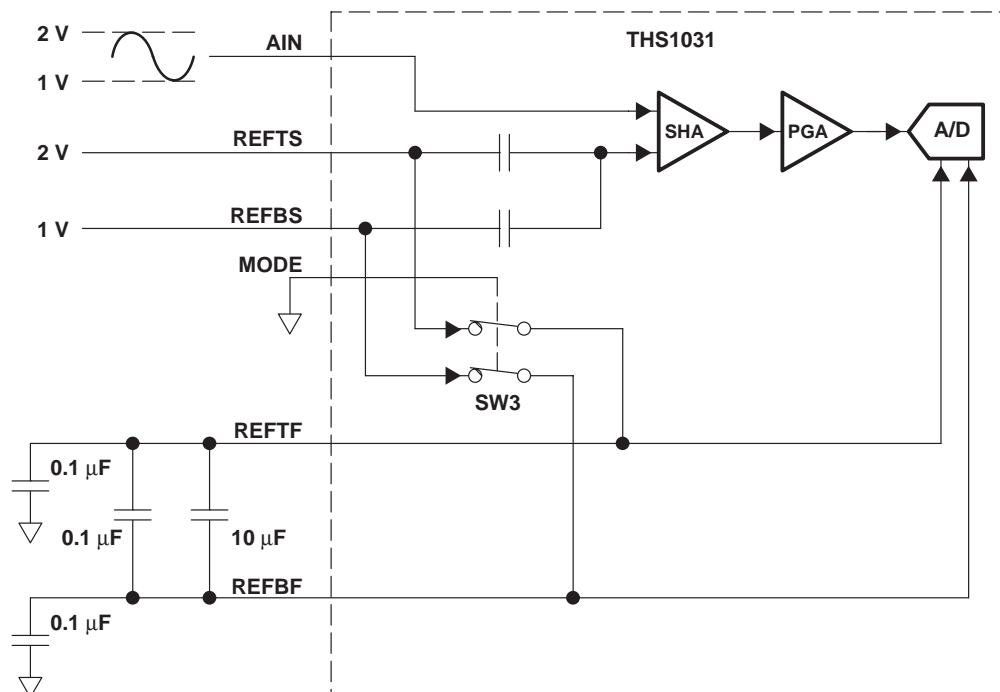 2 V
AIN
THS1031
1 V
SHA
PGA
A/D
REFTS
2 V
REFBS
1 V
MODE
SW3
REFTF
0.1 μF
0.1 μF
10 μF
REFBF
0.1 μF